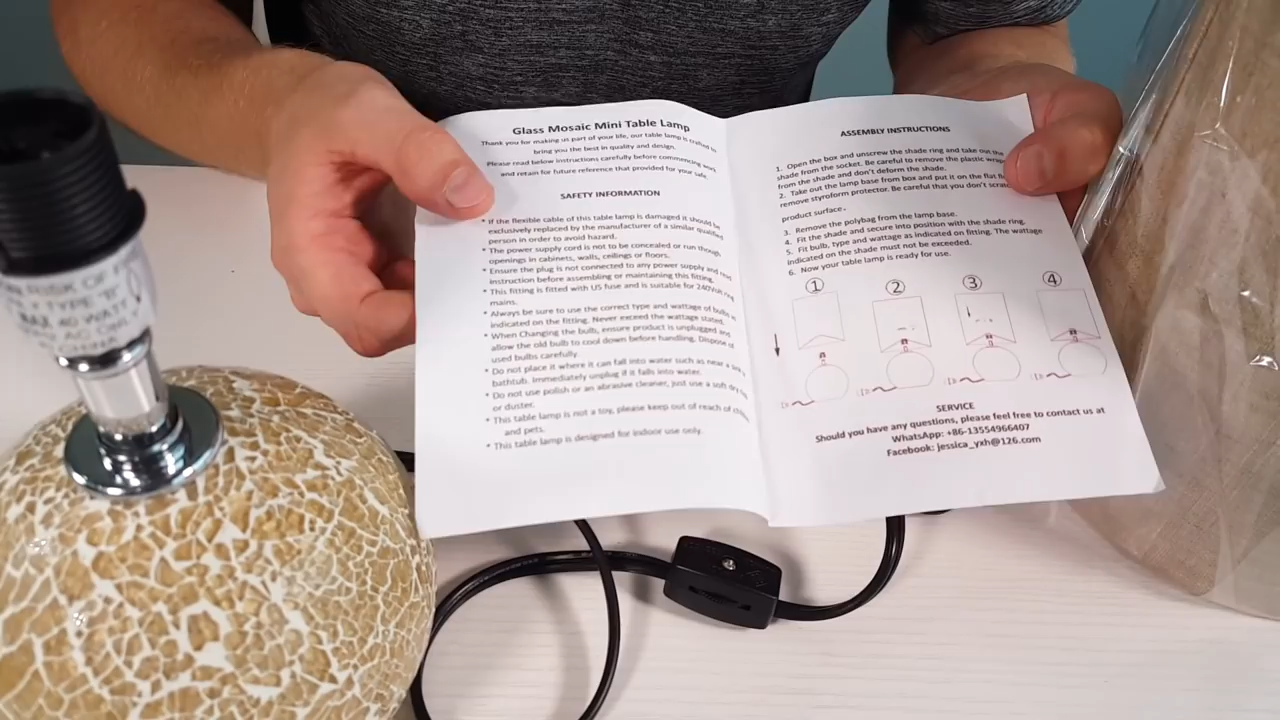 Glass Mosaic Mini Table Lamp
Thank you for making us part of your life, our table lamp is crafted to
bring you the best in quality and design.
Please read below instructions carefully before commencing
and retain for future reference that provided for your safe.
SAFETY INFORMATION
* If the flexible cable of this table lamp is damaged it should be
exclusively replaced by the manufacturer of a similar qualified
person in order to avoid hazard.
* The power supply cord is not to be concealed or run though
openings in cabinets, walls, ceilings or floors.
* Ensure the plug is not connected to any power supply and read
instruction before assembling or maintaining this fitting.
* This fitting is fitted with US fuse and is suitable for 240Volt
mains.
* Always be sure to use the correct type and wattage of bulb as
indicated on the fitting. Never exceed the wattage stated.
* When Changing the bulb, ensure product is unplugged and
allow the old bulb to cool down before handling. Dispose of
used bulbs carefully.
* Do not place it where it can fall into water such as near a
bathtub. Immediately unplug if it falls into water.
* Do not use polish or an abrasive cleaner, just use a soft dry
or duster.
* This table lamp is not a toy, please keep out of reach of
and pets.
* This table lamp is designed for indoor use only.
ASSEMBLY INSTRUCTIONS
1. Open the box and unscrew the shade ring and take out the
shade from the socket. Be careful to remove the plastic wrap
from the shade and don't deform the shade.
2. Take out the lamp base from box and put it on the flat
remove styroform protector. Be careful that you don't scratch
product surface.
3. Remove the polybag from the lamp base.
4. Fit the shade and secure into position with the shade ring.
5. Fit bulb, type and wattage as indicated on fitting. The wattage
indicated on the shade must not be exceeded.
6. Now your table lamp is ready for use.
① ② ③ ④
SERVICE
Should you have any questions, please feel free to contact us at
WhatsApp: +86-13554966407
Facebook: jessica_yxh@126.com
TYPE "B"
MAX 40 WATT
ONLY